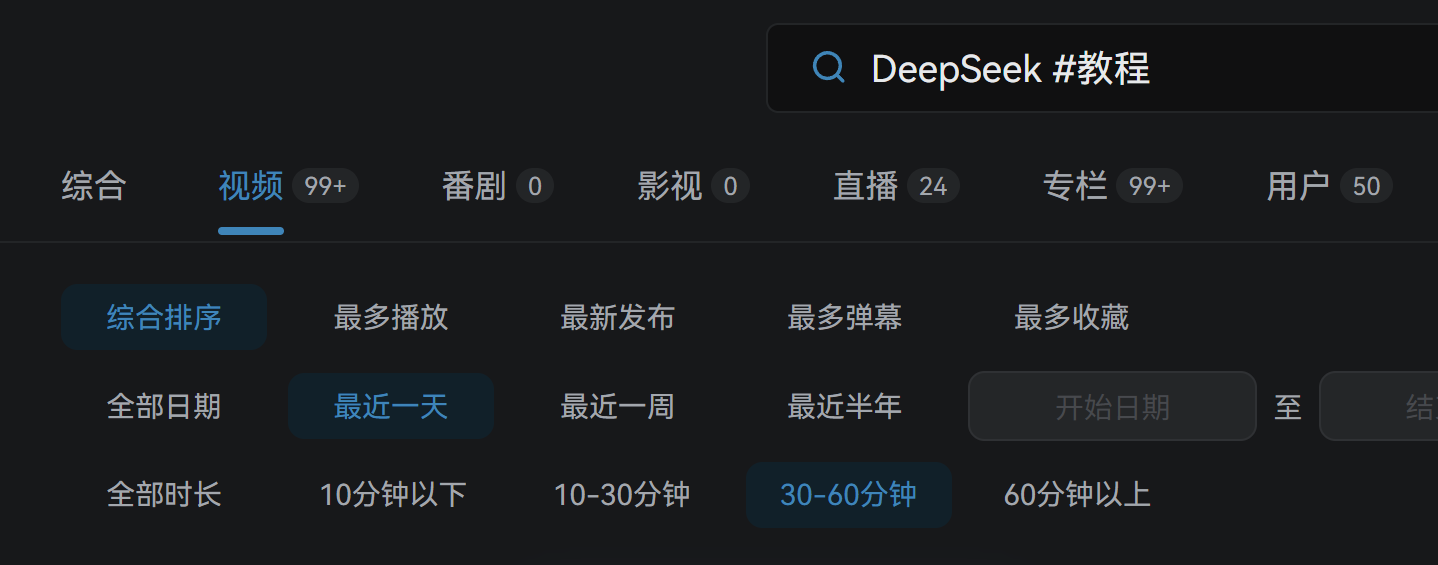 DeepSeek #教程
综合 视频 99+ 番剧 0 影视 0 直播 24 专栏 99+ 用户 50
综合排序 最多播放 最新发布 最多弹幕 最多收藏
全部日期 最近一天 最近一周 最近半年 开始日期 至 结
全部时长 10分钟以下 10-30分钟 30-60分钟 60分钟以上